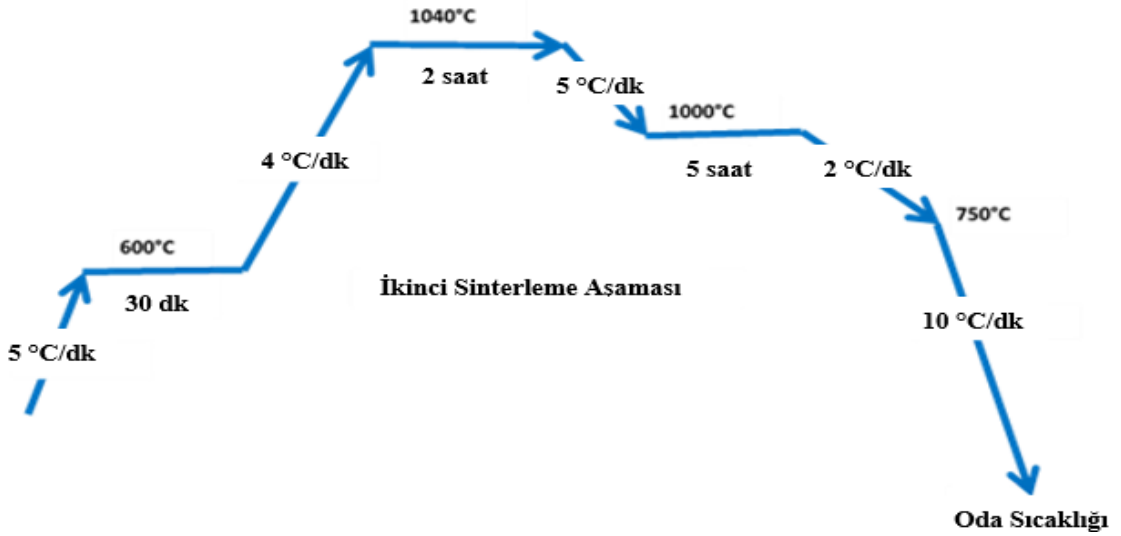 1040°C
2 saat
5 °C/dk
1000°C
4 °C/dk
5 saat
2 °C/dk
750°C
600°C
30 dk
İkinci Sinterleme Aşaması
10 °C/dk
5 °C/dk
Oda Sıcaklığı